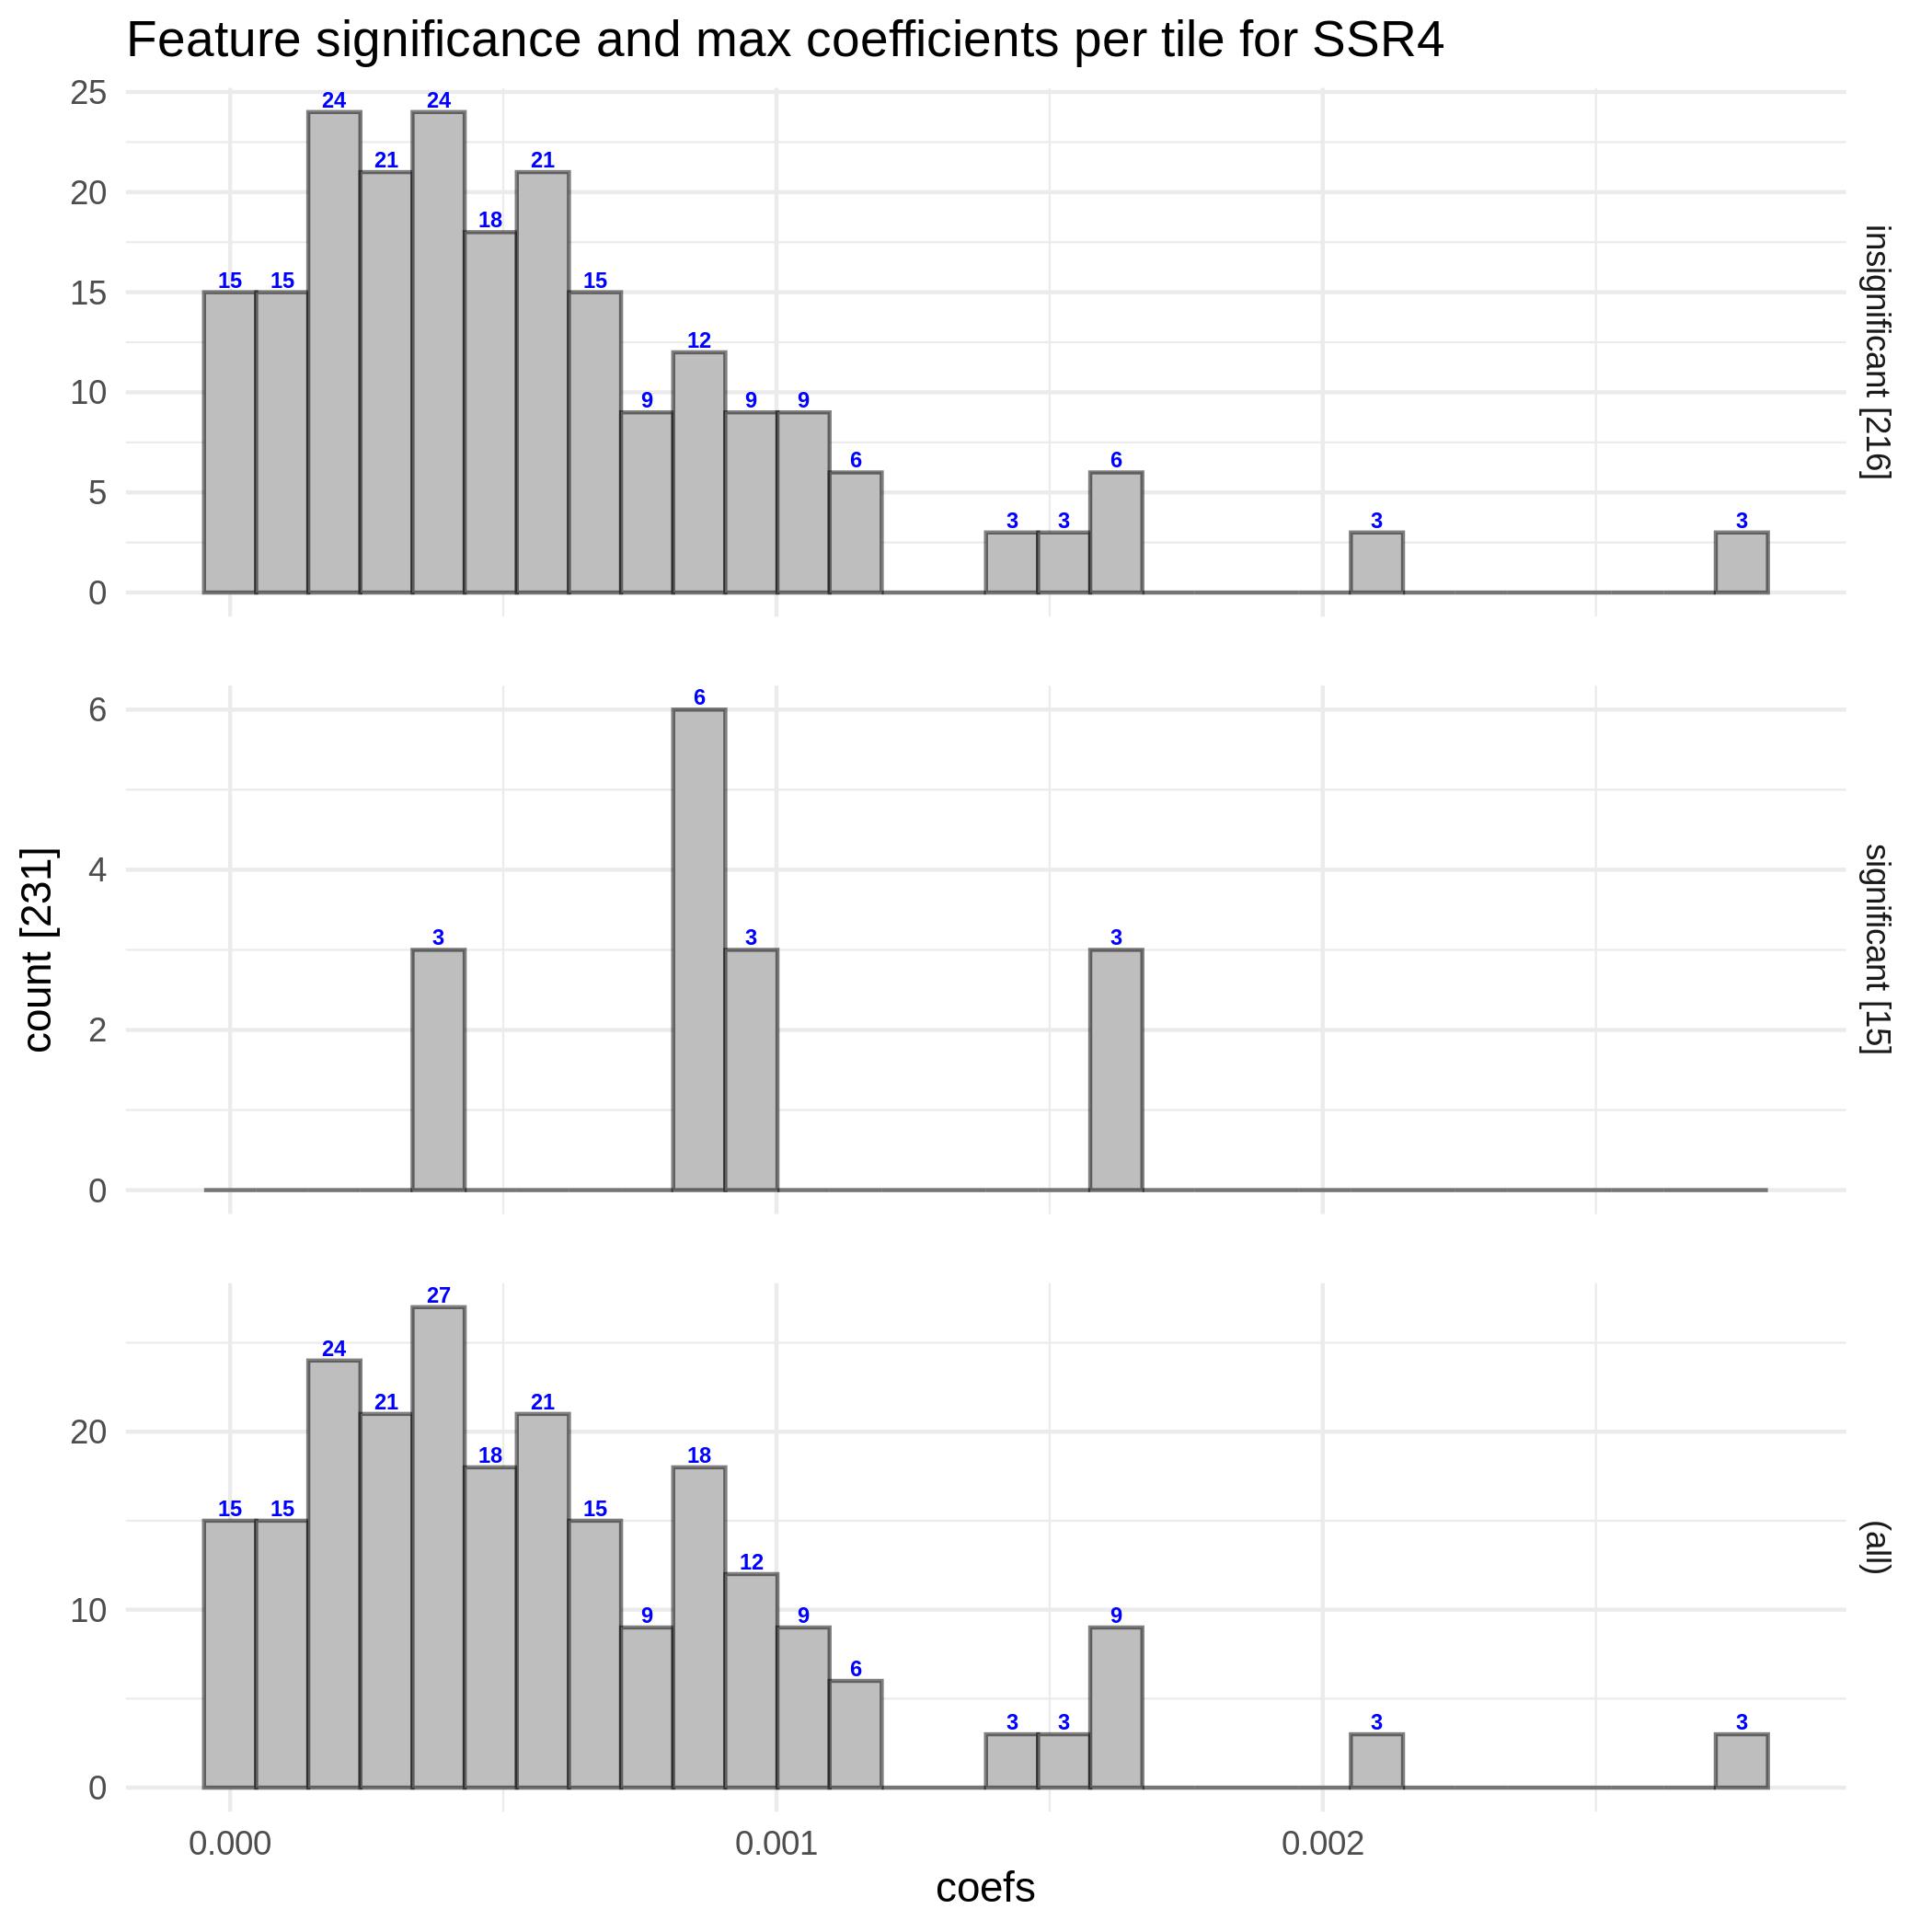 Feature significance and max coefficients per tile for SSR4
25
20
15
10
5
0
15 15 24 21 24 18 21 15 9 12 9 9 6 3 3 6 3 3
insignificant [216]
6
4
2
0
3 6 3 3
significant [15]
count [231]
20
10
0
15 15 24 21 27 18 21 15 9 18 12 9 6 3 3 9 3 3
(all)
0.000 0.001 0.002
coefs